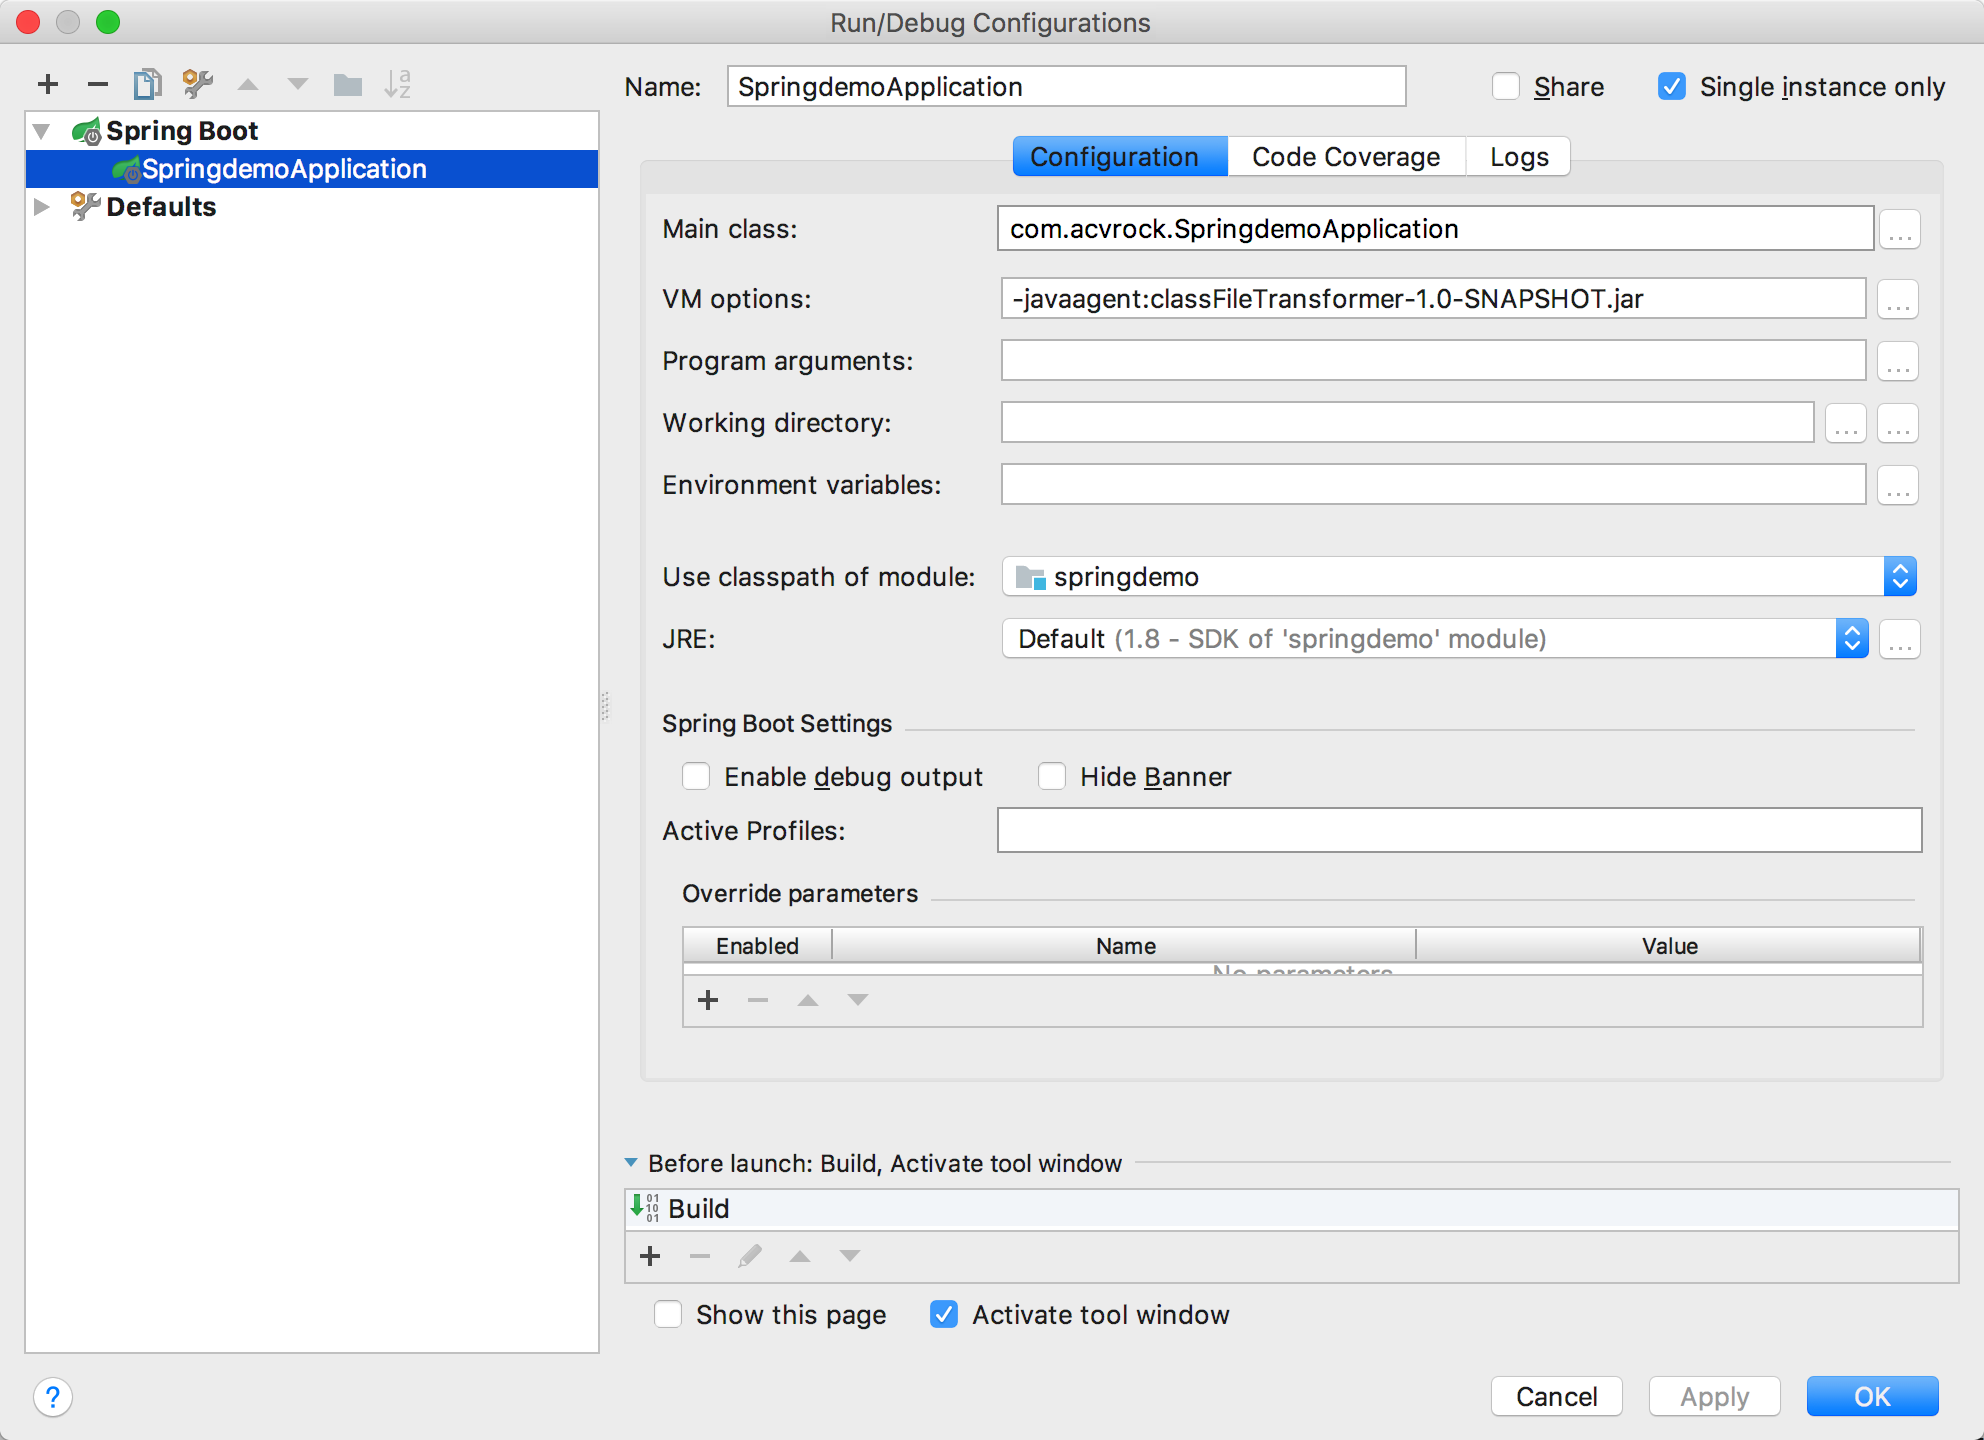 Run/Debug Configurations
Name: SpringdemoApplication Share Single instance only
Spring Boot
SpringdemoApplication
Defaults
Configuration Code Coverage Logs
Main class: com.acvrock.SpringdemoApplication ...
VM options: -javaagent:classFileTransformer-1.0-SNAPSHOT.jar ...
Program arguments: ...
Working directory: ... ...
Environment variables: ...
Use classpath of module: springdemo
JRE: Default (1.8 - SDK of 'springdemo' module) ...
Spring Boot Settings
Enable debug output Hide Banner
Active Profiles:
Override parameters
Enabled Name Value
No parameters
Before launch: Build, Activate tool window
Build
Show this page Activate tool window
? Cancel Apply OK